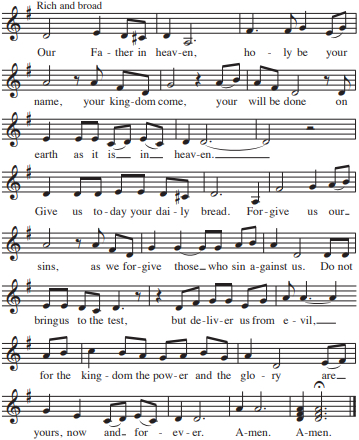 Rich and broad
Our Fa - ther in heav-en, ho - ly be your
name, your king-dom come, your will be done on
earth as it is in heav-en.
Give us to-day your dai - ly bread. For-give us our
sins, as we for-give those who sin a-gainst us. Do not
bring us to the test, but de-liv-er us from e - vil,
for the king - dom the pow-er and the glo - ry are
yours, now and for - ev-er. A-men. A-men.